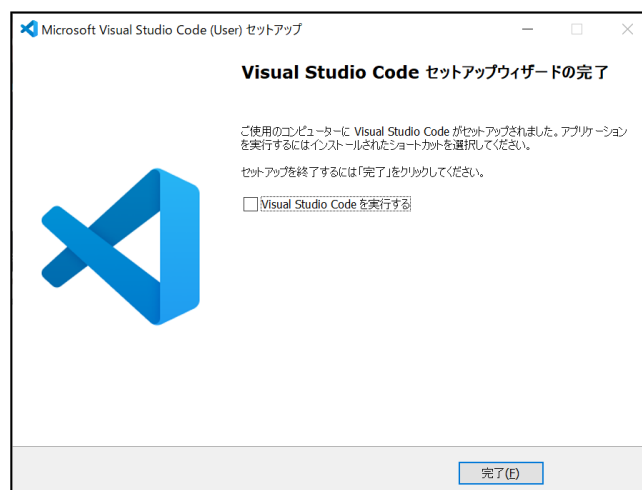 Microsoft Visual Studio Code (User) セットアップ
Visual Studio Code セットアップウィザードの完了
ご使用のコンピューターに Visual Studio Code がセットアップされました。アプリケーション
を実行するにはインストールされたショートカットを選択してください。
セットアップを終了するには「完了」をクリックしてください。
Visual Studio Code を実行する
完了(F)